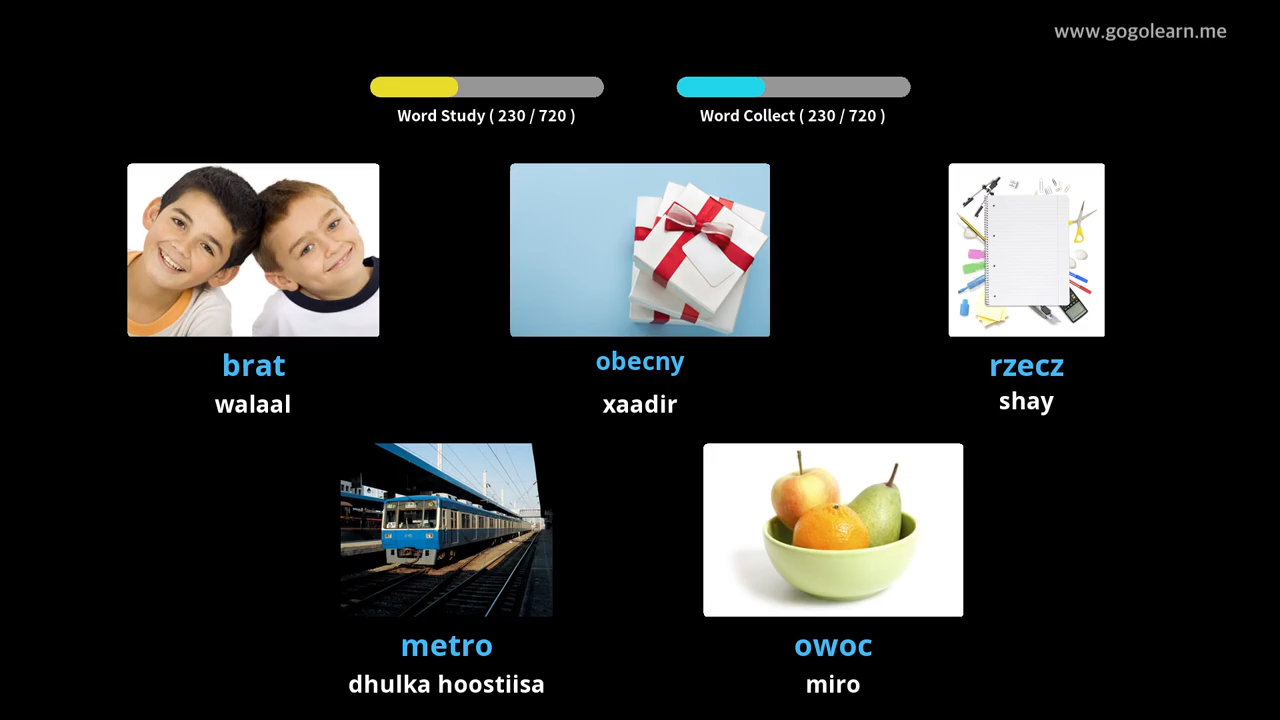 www.gogolearn.me
Word Study ( 230 / 720 )
Word Collect ( 230 / 720 )
brat
walaal
obecny
xaadir
rzecz
shay
metro
dhulka hoostiisa
owoc
miro